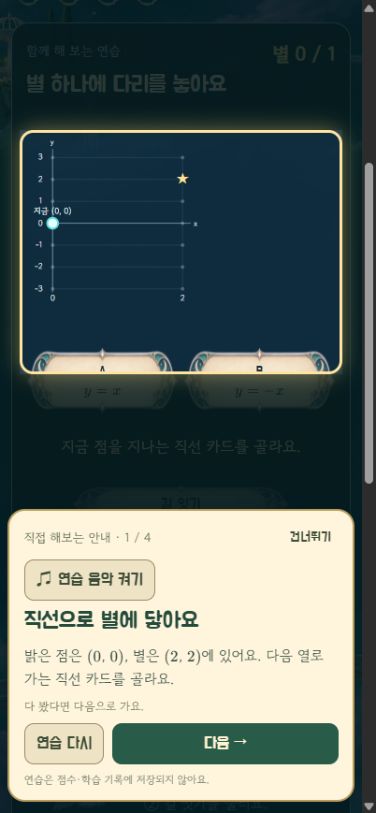 함께 해 보는 연습
별 0 / 1
별 하나에 다리를 놓아요
y
3
2
1
지금 (0, 0)
0
x
-1
-2
-3
0
2
A
B
y = x
y = −x
지금 점을 지나는 직선 카드를 골라요.
길 잇기
직접 해보는 안내 · 1 / 4
건너뛰기
♫ 연습 음악 켜기
직선으로 별에 닿아요
밝은 점은 (0, 0), 별은 (2, 2)에 있어요. 다음 열로
가는 직선 카드를 골라요.
다 봤다면 다음으로 가요.
연습 다시
다음 →
연습은 점수·학습 기록에 저장되지 않아요.